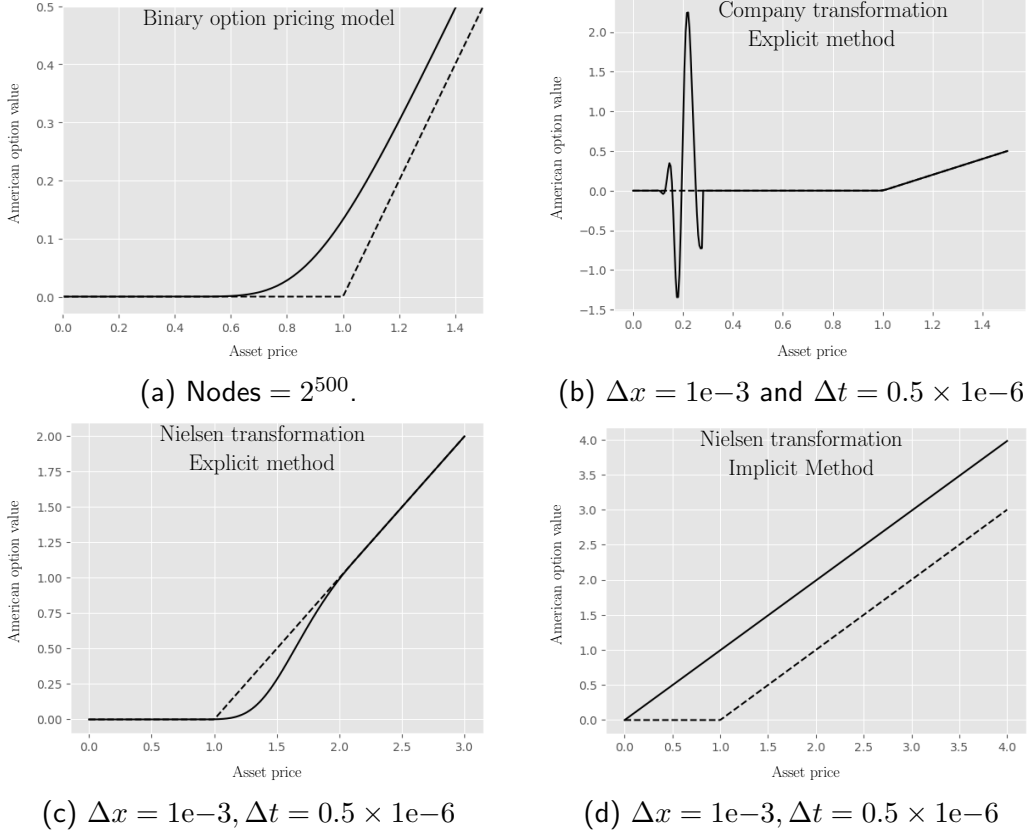 Binary option pricing model
American option value
0.5
0.4
0.3
0.2
0.1
0.0
0.0 0.2 0.4 0.6 0.8 1.0 1.2 1.4
Asset price
(a) Nodes = 2^500.
Company transformation
Explicit method
American option value
2.0
1.5
1.0
0.5
0.0
−0.5
−1.0
−1.5
0.0 0.2 0.4 0.6 0.8 1.0 1.2 1.4
Asset price
(b) Δx = 1e−3 and Δt = 0.5 × 1e−6
Nielsen transformation
Explicit method
American option value
2.00
1.75
1.50
1.25
1.00
0.75
0.50
0.25
0.00
0.0 0.5 1.0 1.5 2.0 2.5 3.0
Asset price
(c) Δx = 1e−3, Δt = 0.5 × 1e−6
Nielsen transformation
Implicit Method
American option value
4.0
3.5
3.0
2.5
2.0
1.5
1.0
0.5
0.0
0.0 0.5 1.0 1.5 2.0 2.5 3.0 3.5 4.0
Asset price
(d) Δx = 1e−3, Δt = 0.5 × 1e−6